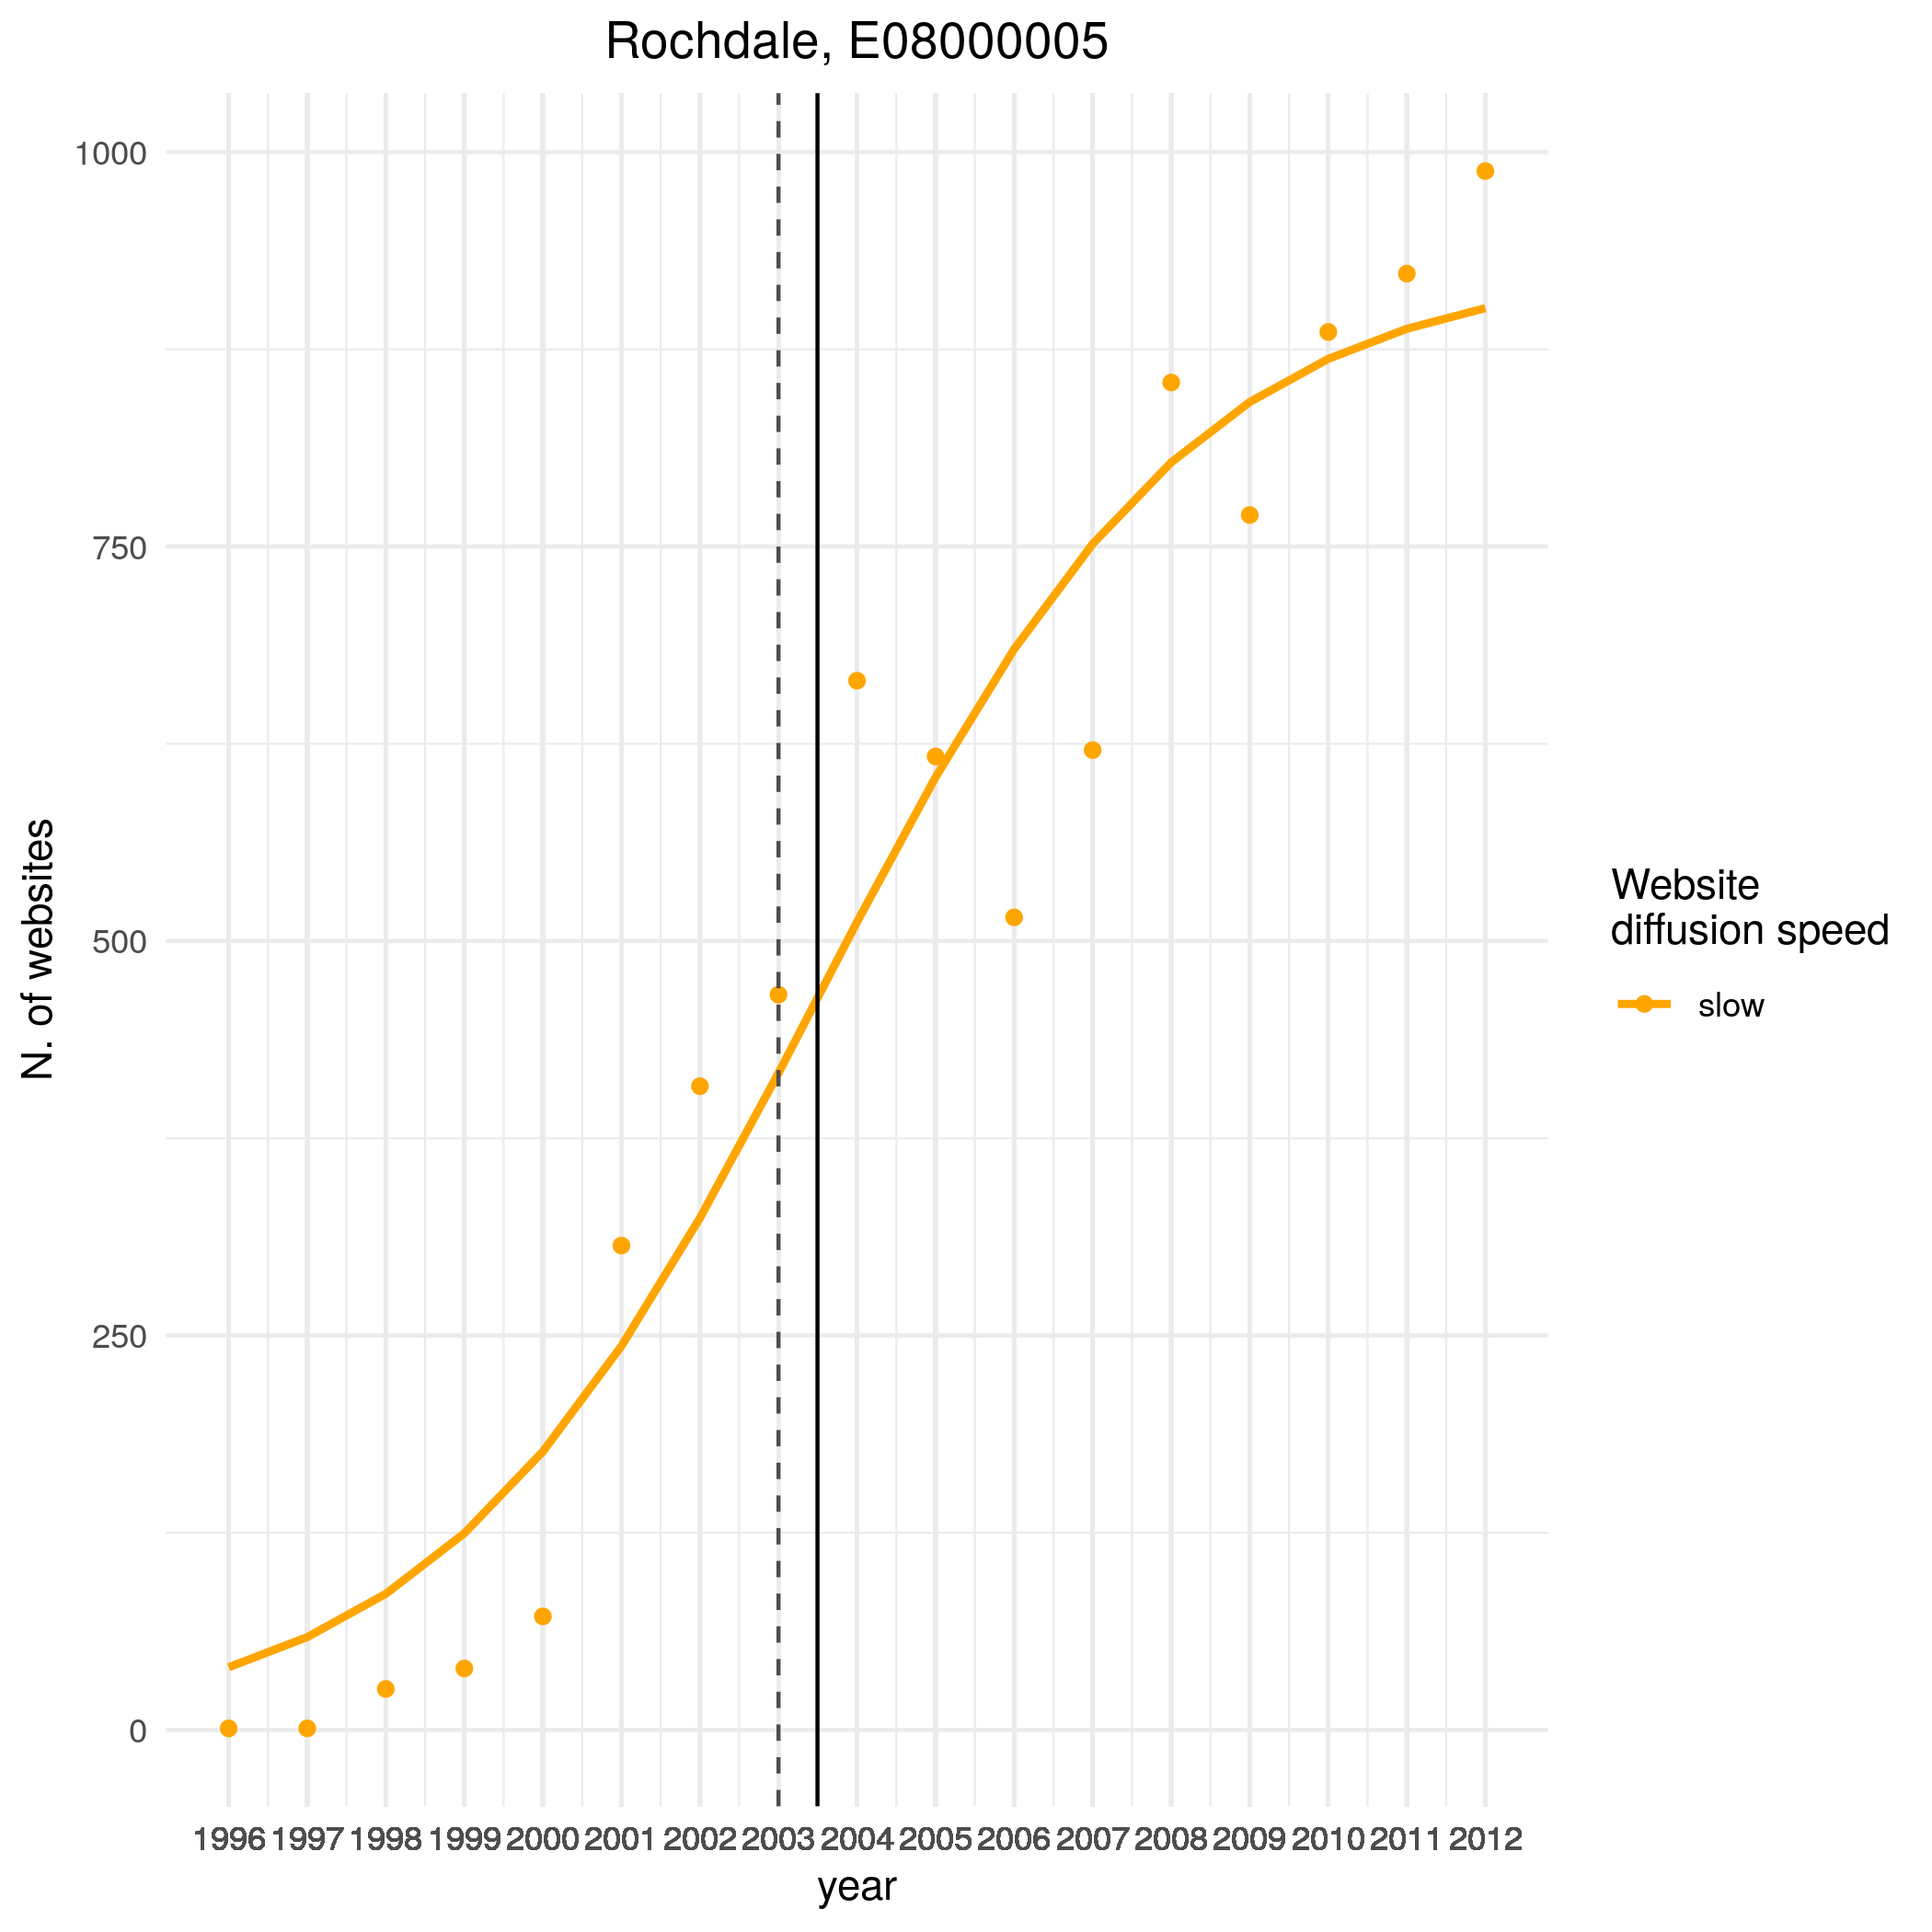 Rochdale, E08000005
1000
750
500
250
0
N. of websites
1996 1997 1998 1999 2000 2001 2002 2003 2004 2005 2006 2007 2008 2009 2010 2011 2012
year
Website
diffusion speed
slow